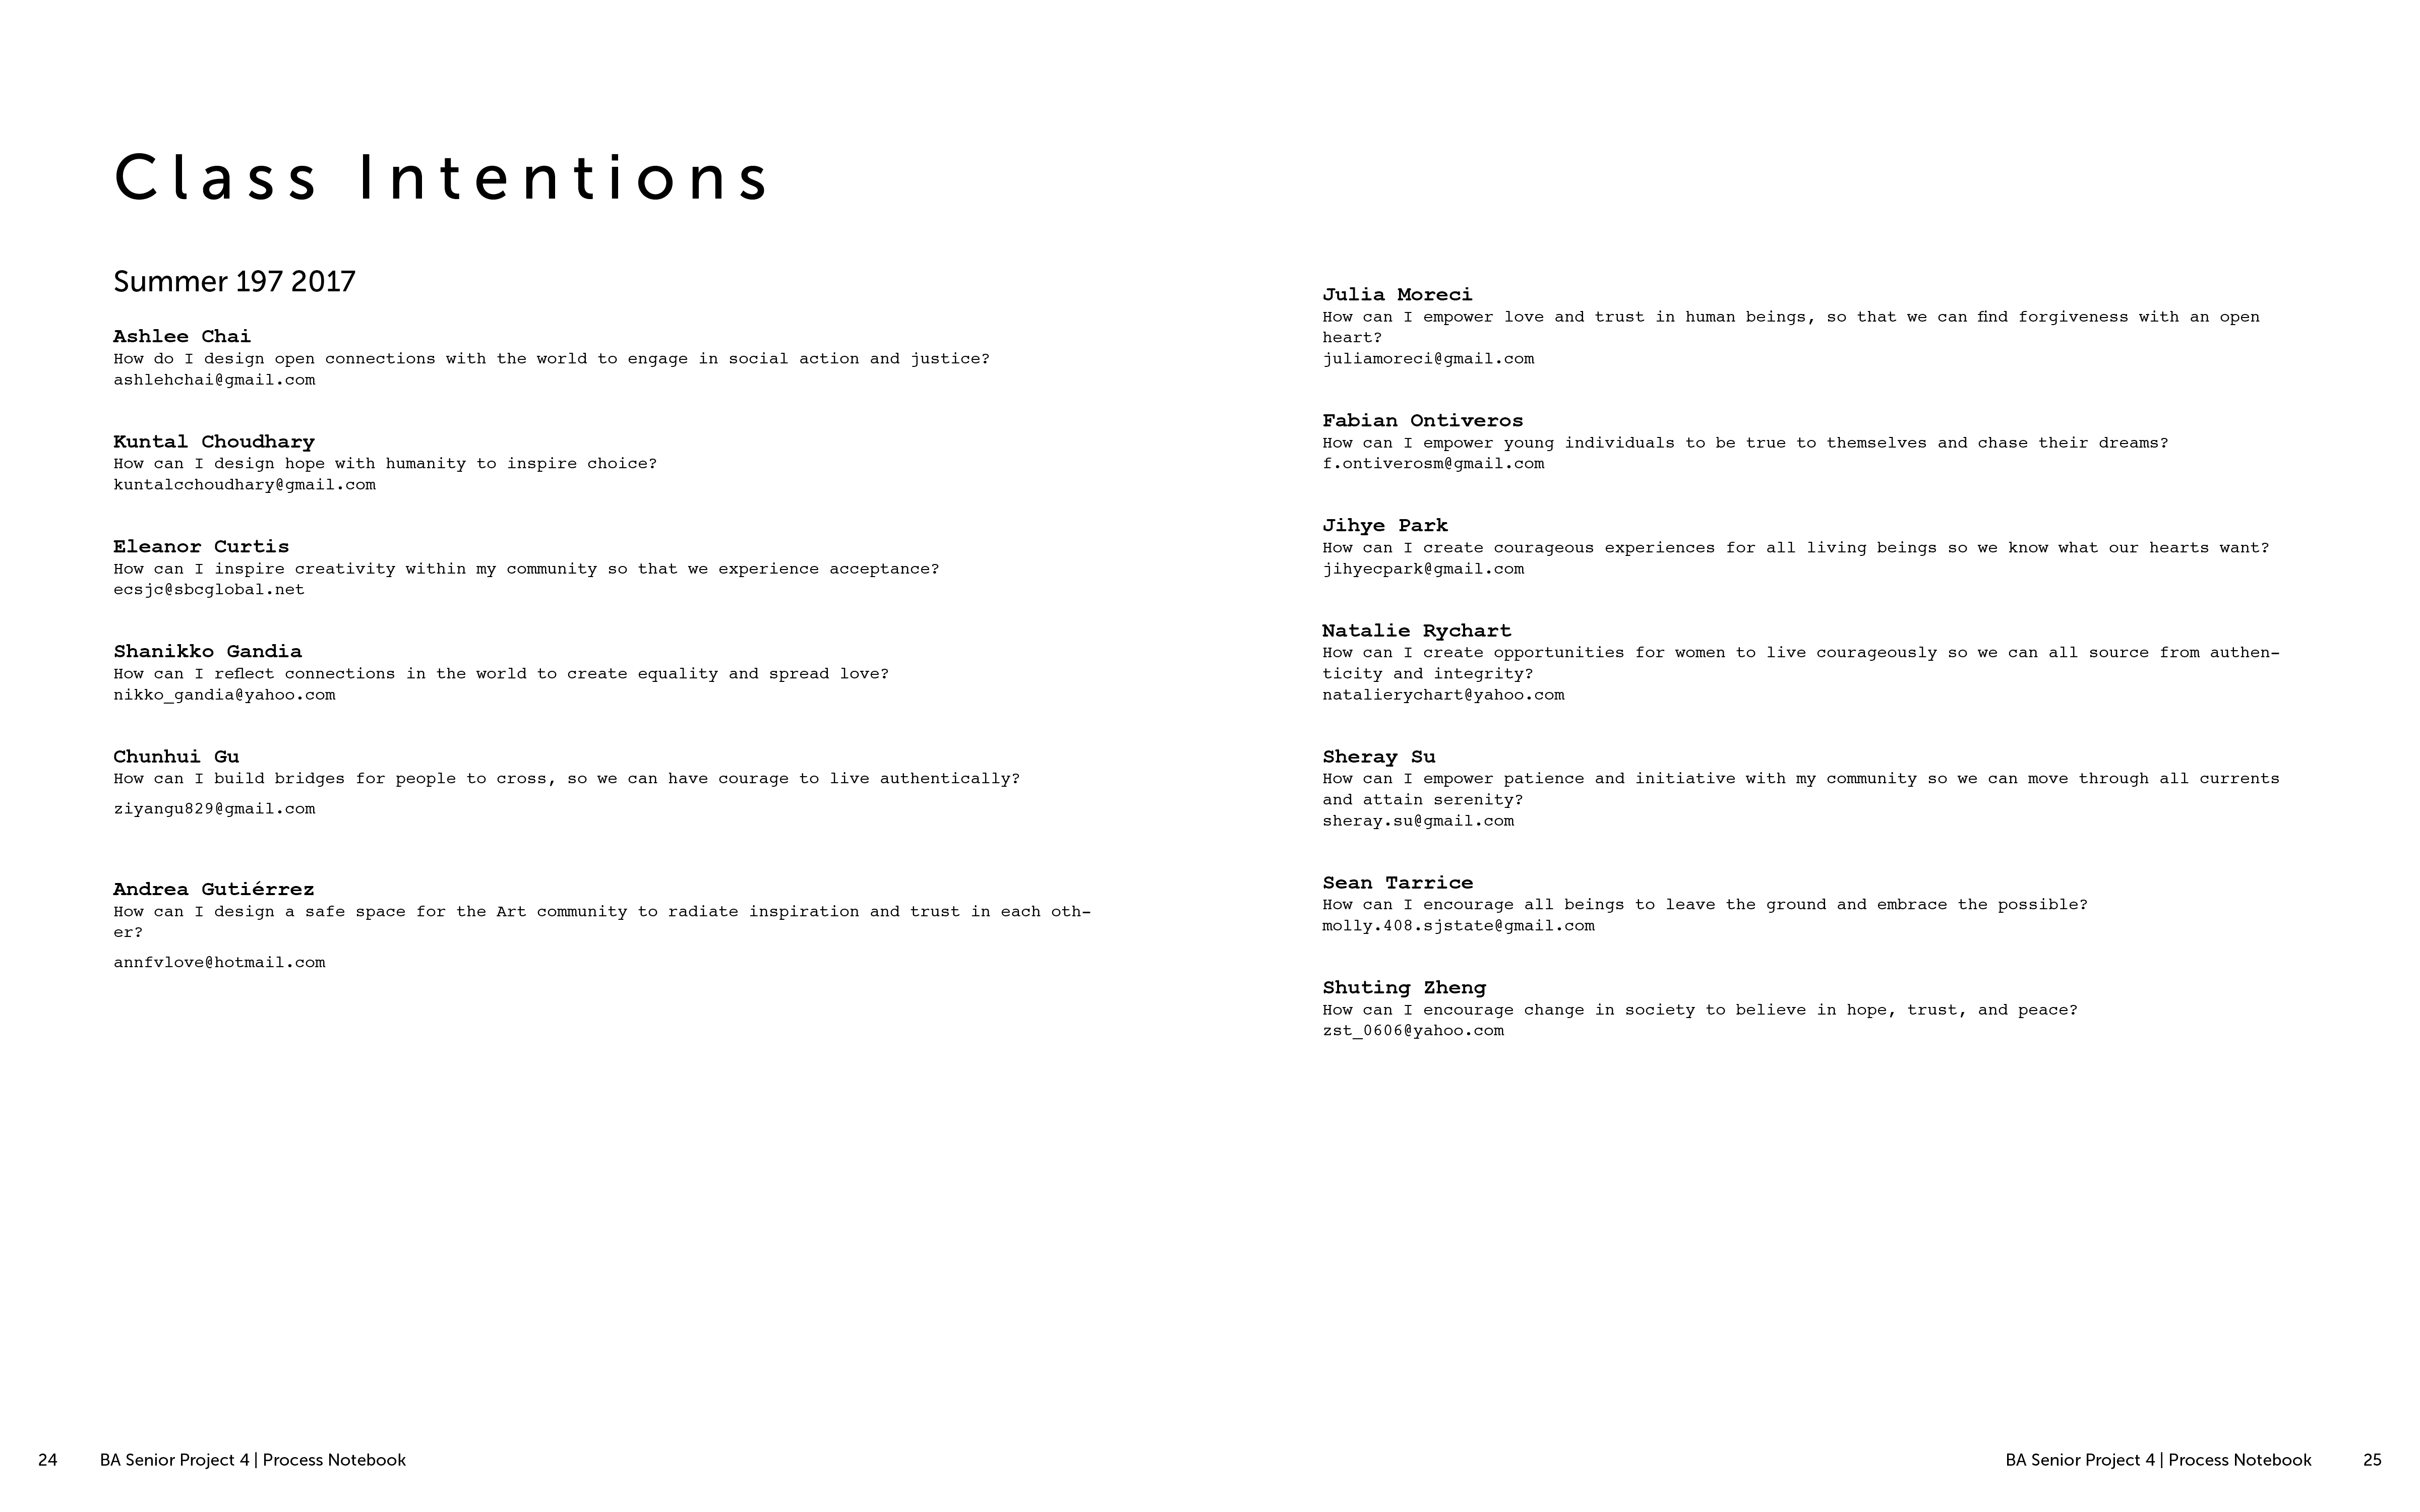 Class Intentions
Summer 197 2017
Ashlee Chai
How do I design open connections with the world to engage in social action and justice?
ashlehchai@gmail.com
Kuntal Choudhary
How can I design hope with humanity to inspire choice?
kuntalcchoudhary@gmail.com
Eleanor Curtis
How can I inspire creativity within my community so that we experience acceptance?
ecsjc@sbcglobal.net
Shanikko Gandia
How can I reflect connections in the world to create equality and spread love?
nikko_gandia@yahoo.com
Chunhui Gu
How can I build bridges for people to cross, so we can have courage to live authentically?
ziyangu829@gmail.com
Andrea Gutiérrez
How can I design a safe space for the Art community to radiate inspiration and trust in each oth-
er?
annfvlove@hotmail.com
Julia Moreci
How can I empower love and trust in human beings, so that we can find forgiveness with an open
heart?
juliamoreci@gmail.com
Fabian Ontiveros
How can I empower young individuals to be true to themselves and chase their dreams?
f.ontiverosm@gmail.com
Jihye Park
How can I create courageous experiences for all living beings so we know what our hearts want?
jihyecpark@gmail.com
Natalie Rychart
How can I create opportunities for women to live courageously so we can all source from authen-
ticity and integrity?
natalierychart@yahoo.com
Sheray Su
How can I empower patience and initiative with my community so we can move through all currents
and attain serenity?
sheray.su@gmail.com
Sean Tarrice
How can I encourage all beings to leave the ground and embrace the possible?
molly.408.sjstate@gmail.com
Shuting Zheng
How can I encourage change in society to believe in hope, trust, and peace?
zst_0606@yahoo.com
24 BA Senior Project 4 | Process Notebook
BA Senior Project 4 | Process Notebook 25